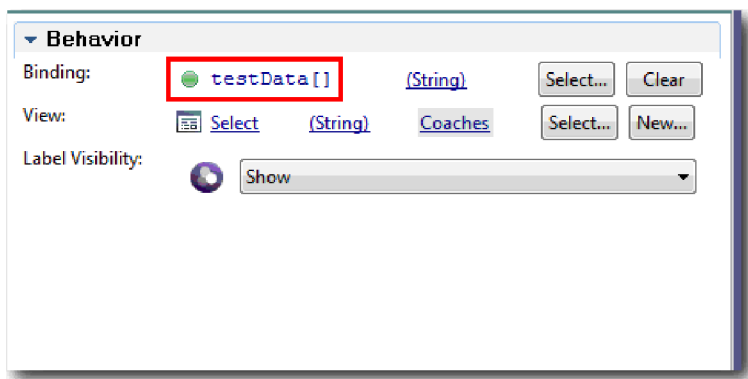 Behavior
Binding: testData[] (String) Select... Clear
View: Select (String) Coaches Select... New...
Label Visibility: Show